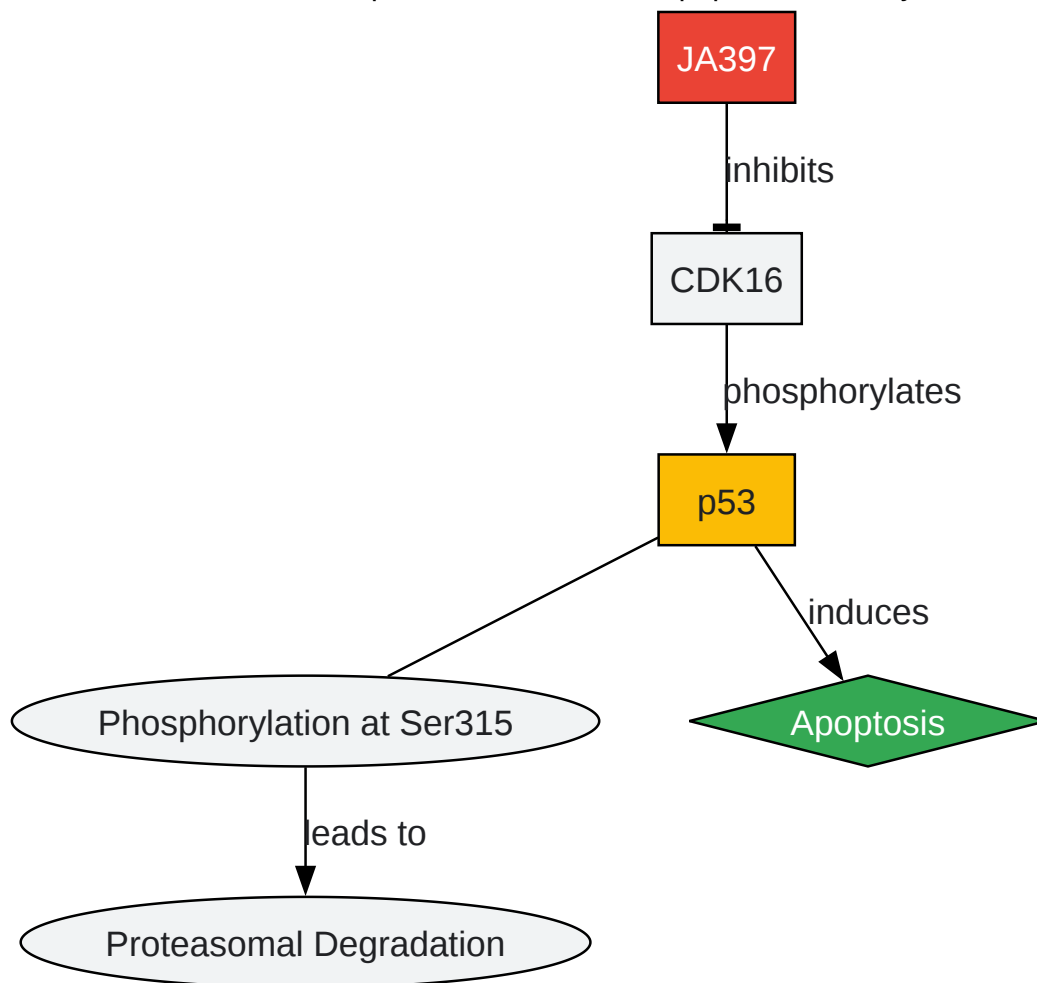 JA397
inhibits
CDK16
phosphorylates
p53
induces
Phosphorylation at Ser315
Apoptosis
leads to
Proteasomal Degradation